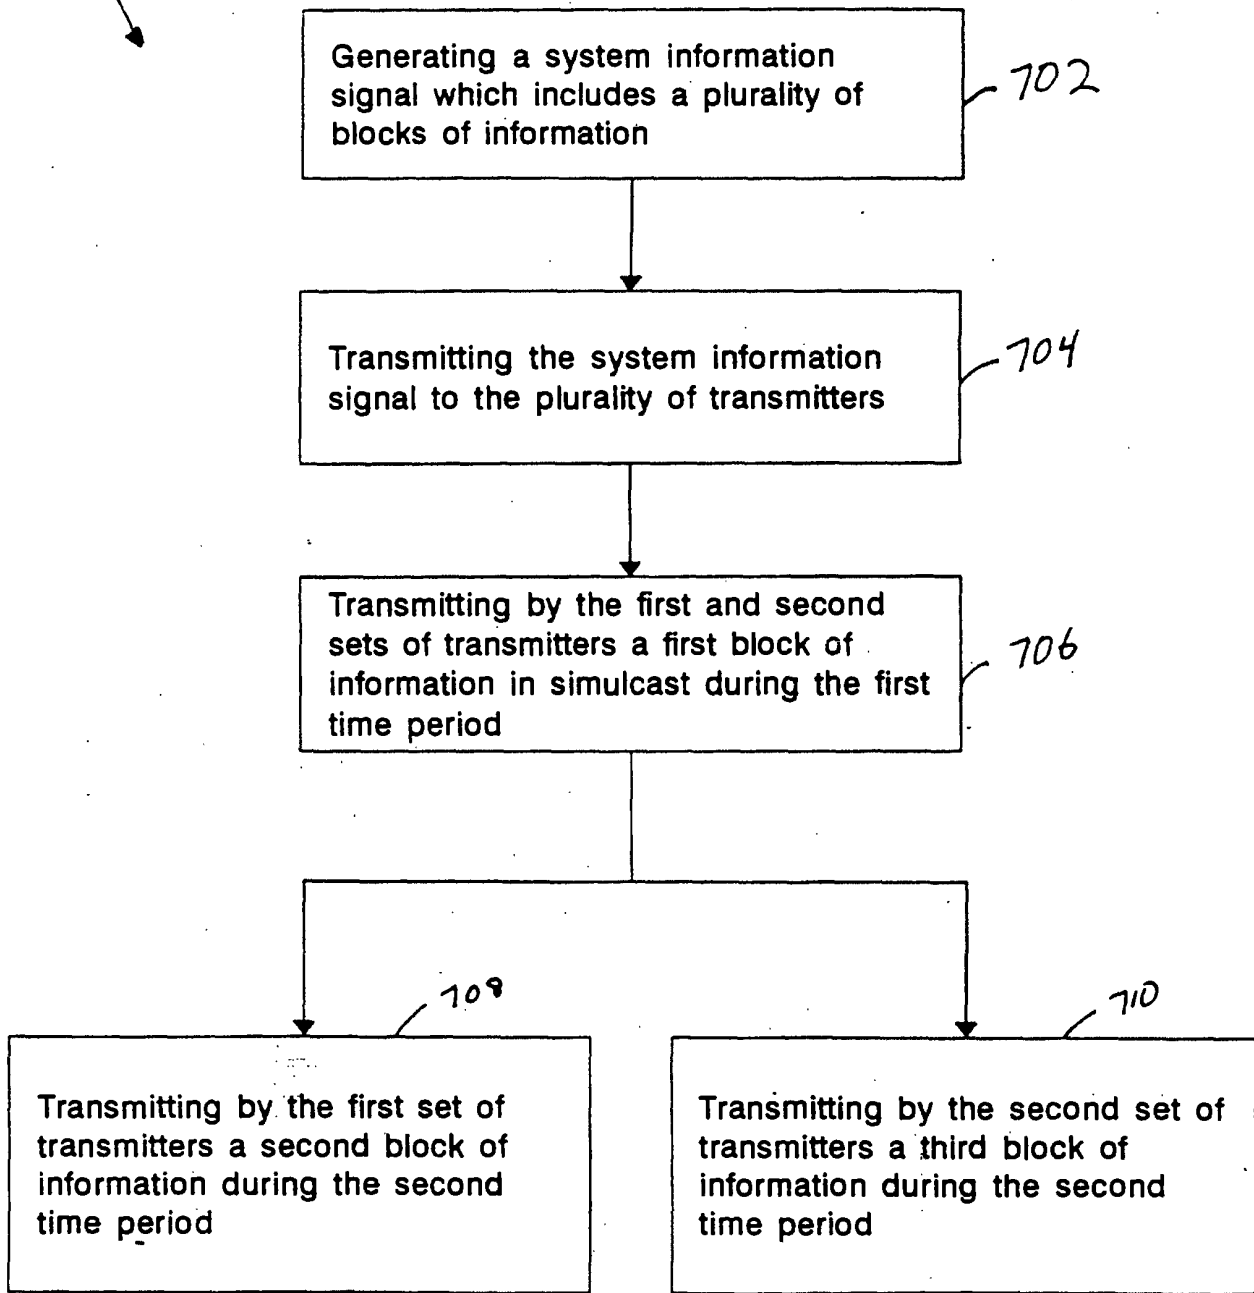 Generating a system information
signal which includes a plurality of
blocks of information
702
Transmitting the system information
signal to the plurality of transmitters
704
Transmitting by the first and second
sets of transmitters a first block of
information in simulcast during the first
time period
706
708
Transmitting by the first set of
transmitters a second block of
information during the second
time period
710
Transmitting by the second set of
transmitters a third block of
information during the second
time period